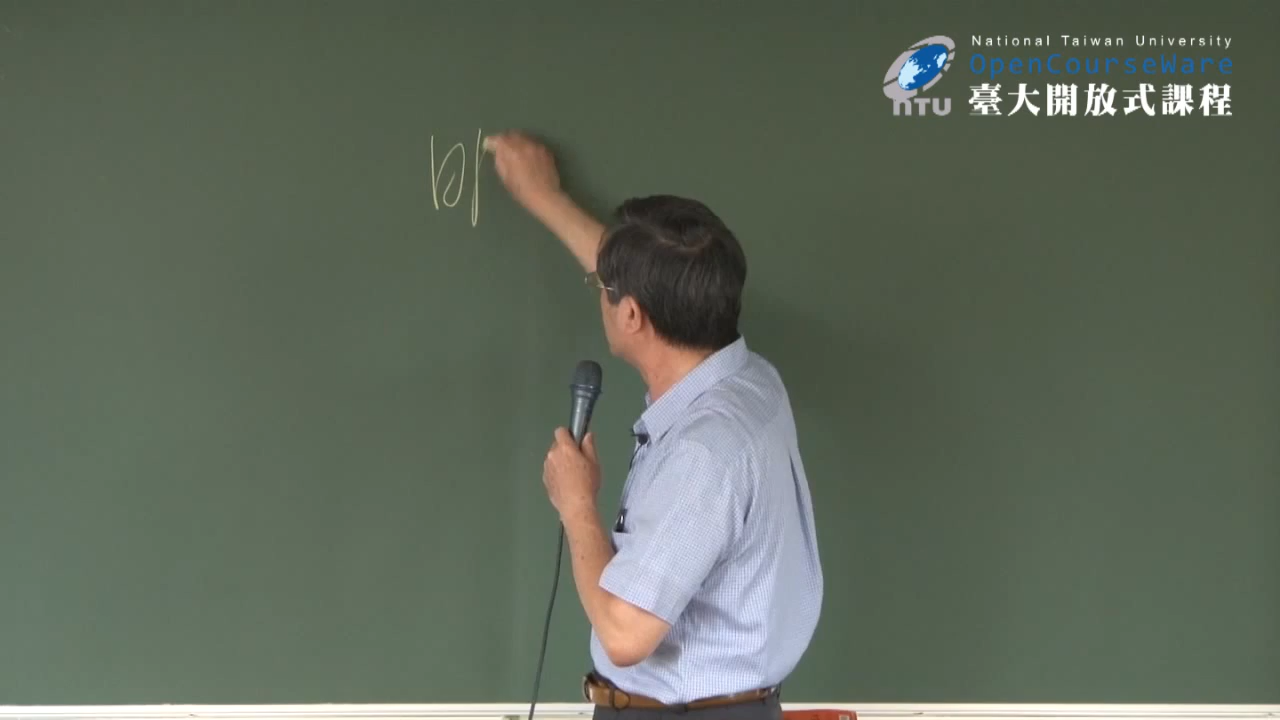 National Taiwan University
OpenCourseWare
臺大開放式課程
NTU